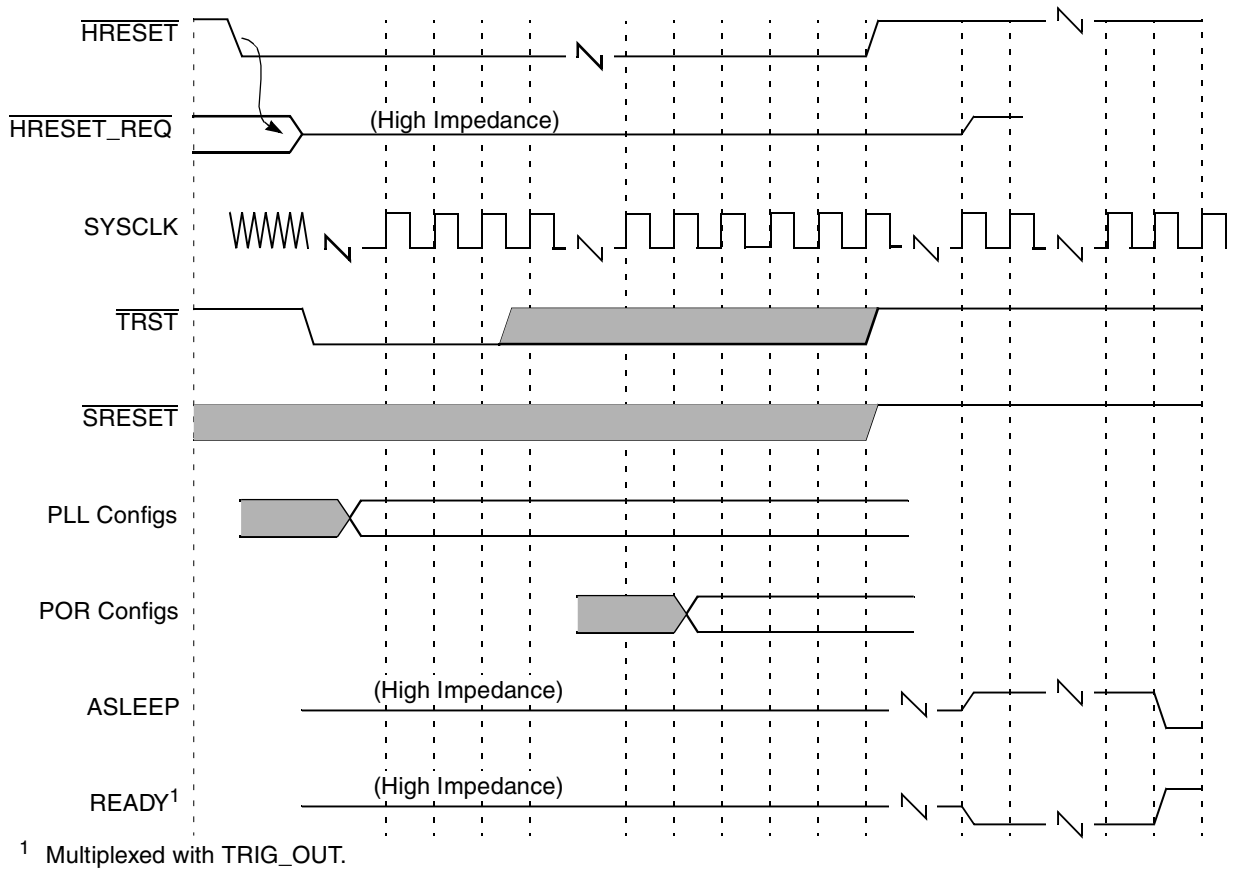 HRESET
HRESET_REQ
(High Impedance)
SYSCLK
TRST
SRESET
PLL Configs
POR Configs
ASLEEP
(High Impedance)
READY¹
(High Impedance)
¹ Multiplexed with TRIG_OUT.